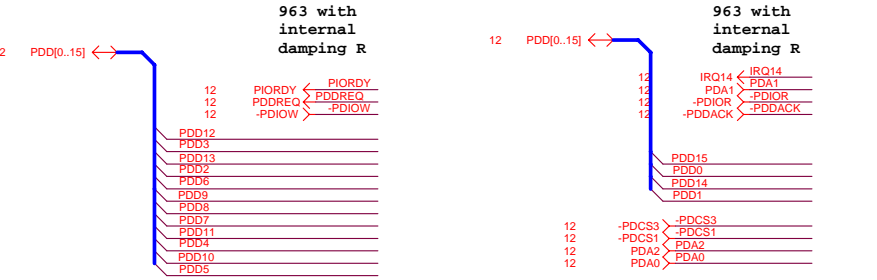 963 with
internal
damping R
2 PDD[0..15]
12 PIORDY PIORDY
12 PDDREQ PDDREQ
12 -PDIOW -PDIOW
PDD12
PDD3
PDD13
PDD2
PDD6
PDD9
PDD8
PDD7
PDD11
PDD4
PDD10
PDD5
963 with
internal
damping R
12 PDD[0..15]
12 IRQ14 IRQ14
12 PDA1 PDA1
12 -PDIOR -PDIOR
12 -PDDACK -PDDACK
PDD15
PDD0
PDD14
PDD1
12 -PDCS3 -PDCS3
12 -PDCS1 -PDCS1
12 PDA2 PDA2
12 PDA0 PDA0